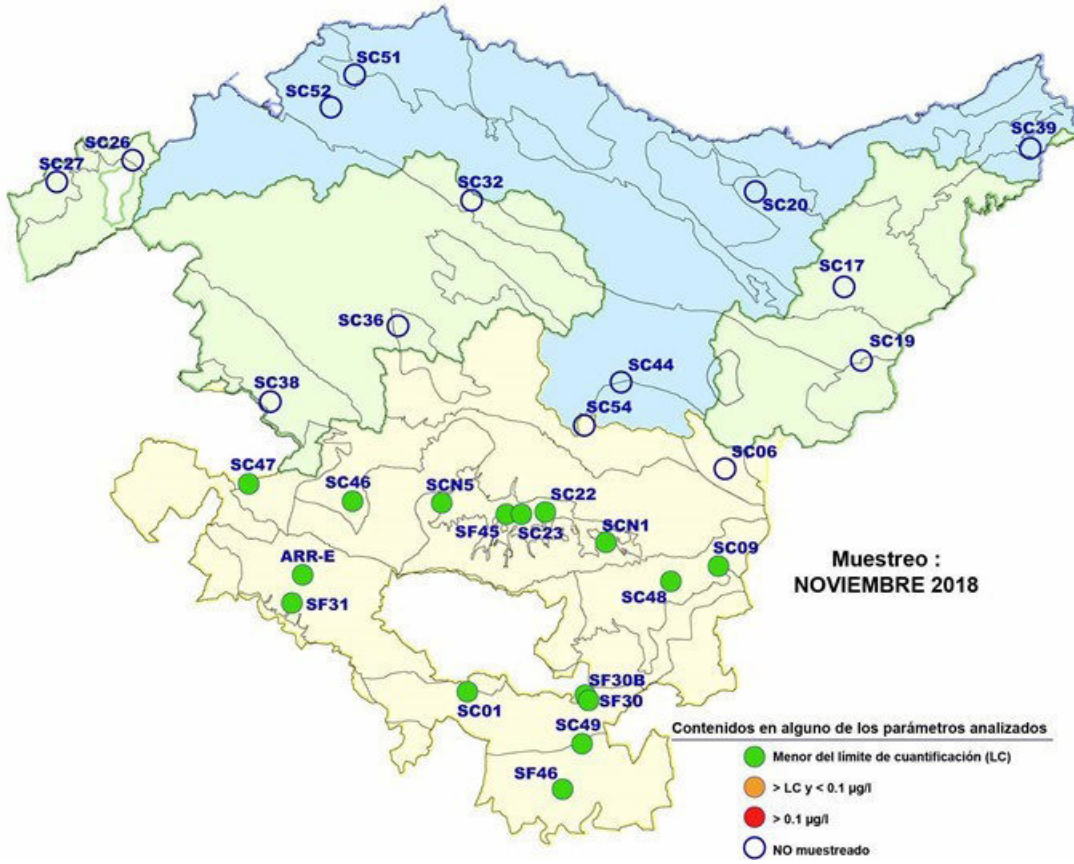 SC51
SC52
SC26
SC39
SC27
SC32
SC20
SC17
SC36
SC19
SC44
SC38
SC54
SC06
SC47
SC46
SCN5
SC22
SF45
SC23
SCN1
SC09
ARR-E
Muestreo :
NOVIEMBRE 2018
SC48
SF31
SF30B
SF30
SC01
SC49
Contenidos en alguno de los parámetros analizados
Menor del límite de cuantificación (LC)
SF46
> LC y < 0.1 µg/l
> 0.1 µg/l
NO muestreado